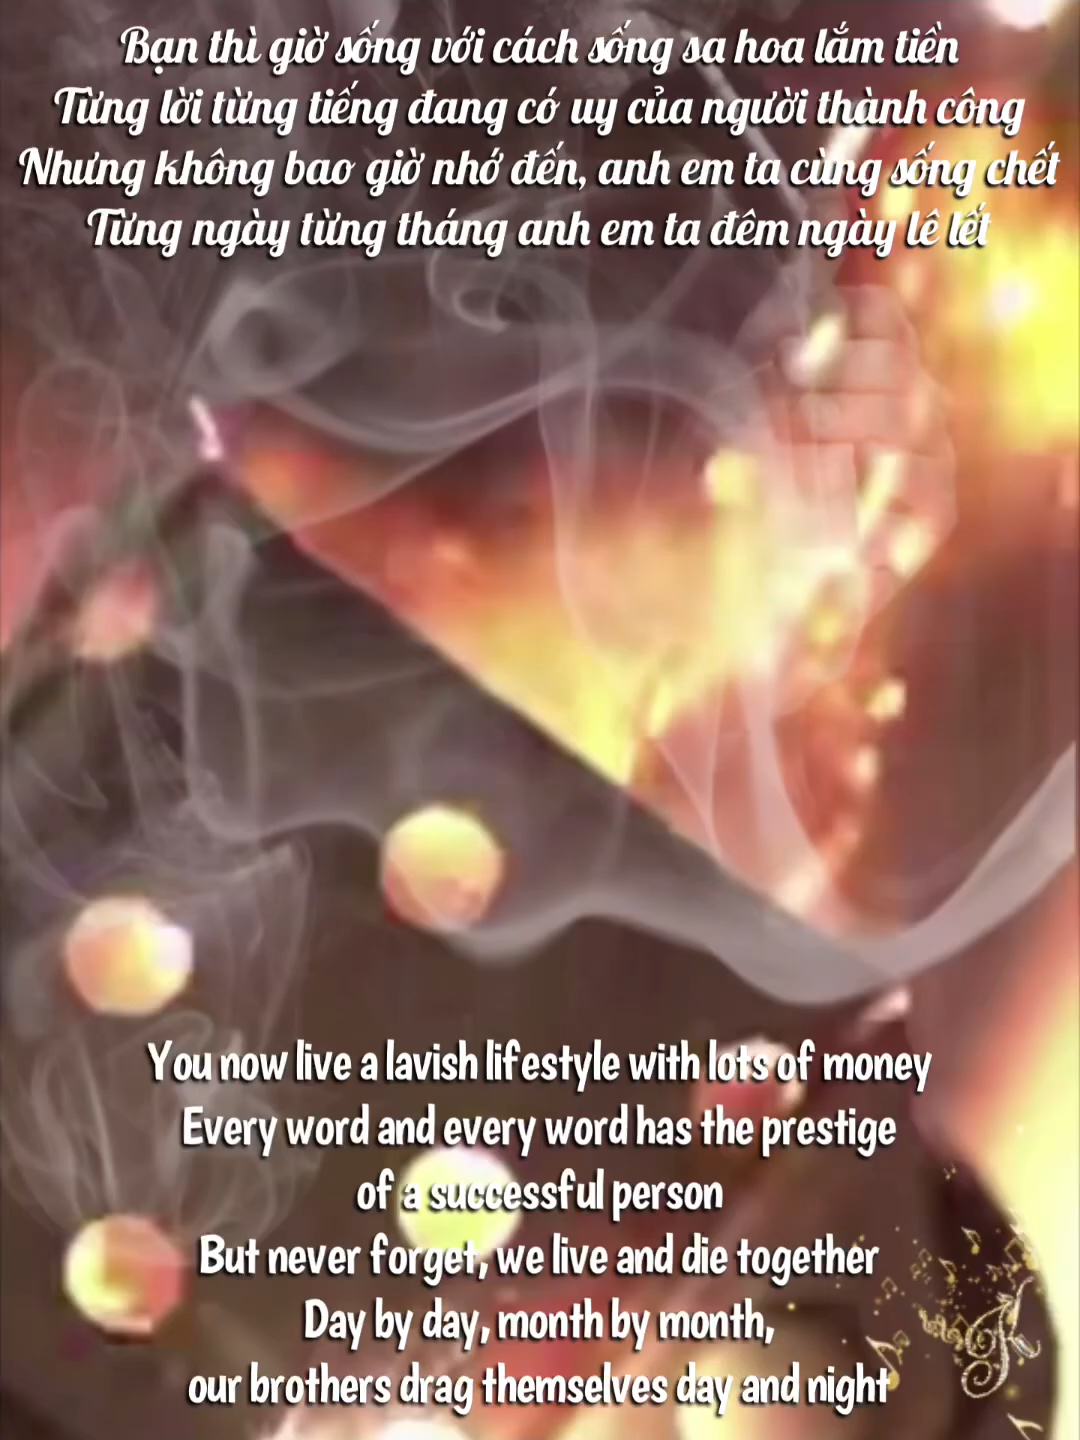 Bạn thì giờ sống với cách sống sa hoa lắm tiền
Từng lời từng tiếng đang có uy của người thành công
Nhưng không bao giờ nhớ đến, anh em ta cùng sống chết
Từng ngày từng tháng anh em ta đêm ngày lê lết
You now live a lavish lifestyle with lots of money
Every word and every word has the prestige
of a successful person
But never forget, we live and die together
Day by day, month by month,
our brothers drag themselves day and night